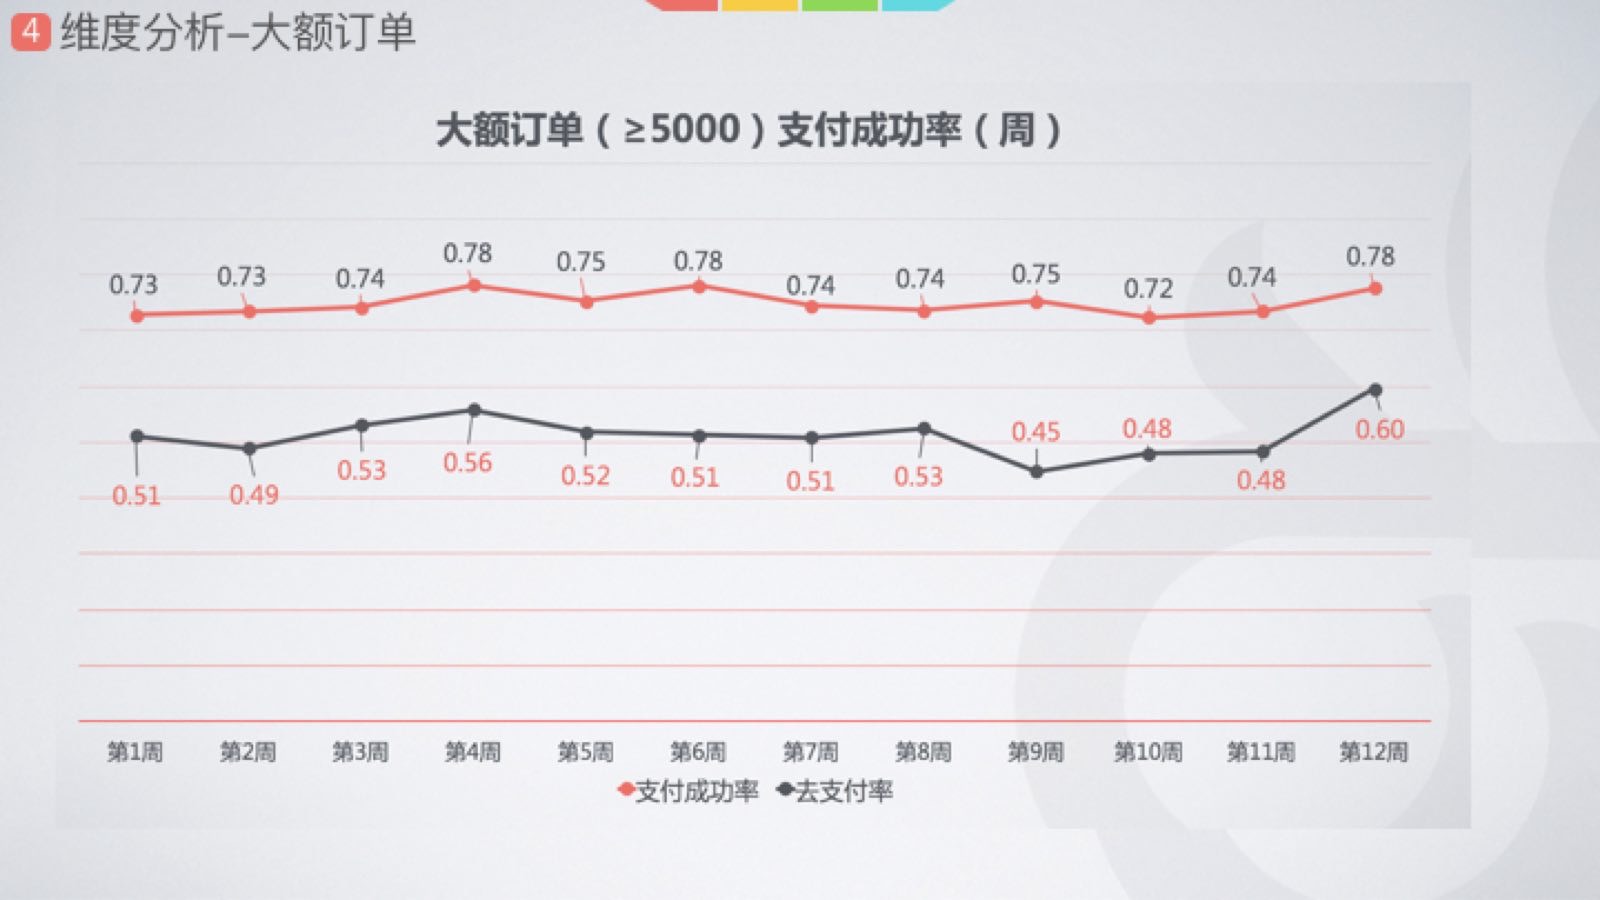 4 维度分析–大额订单
大额订单（≥5000）支付成功率（周）
0.73 0.73 0.74 0.78 0.75 0.78 0.74 0.74 0.75 0.72 0.74 0.78
0.51 0.49 0.53 0.56 0.52 0.51 0.51 0.53 0.45 0.48 0.48 0.60
第1周 第2周 第3周 第4周 第5周 第6周 第7周 第8周 第9周 第10周 第11周 第12周
支付成功率 去支付率